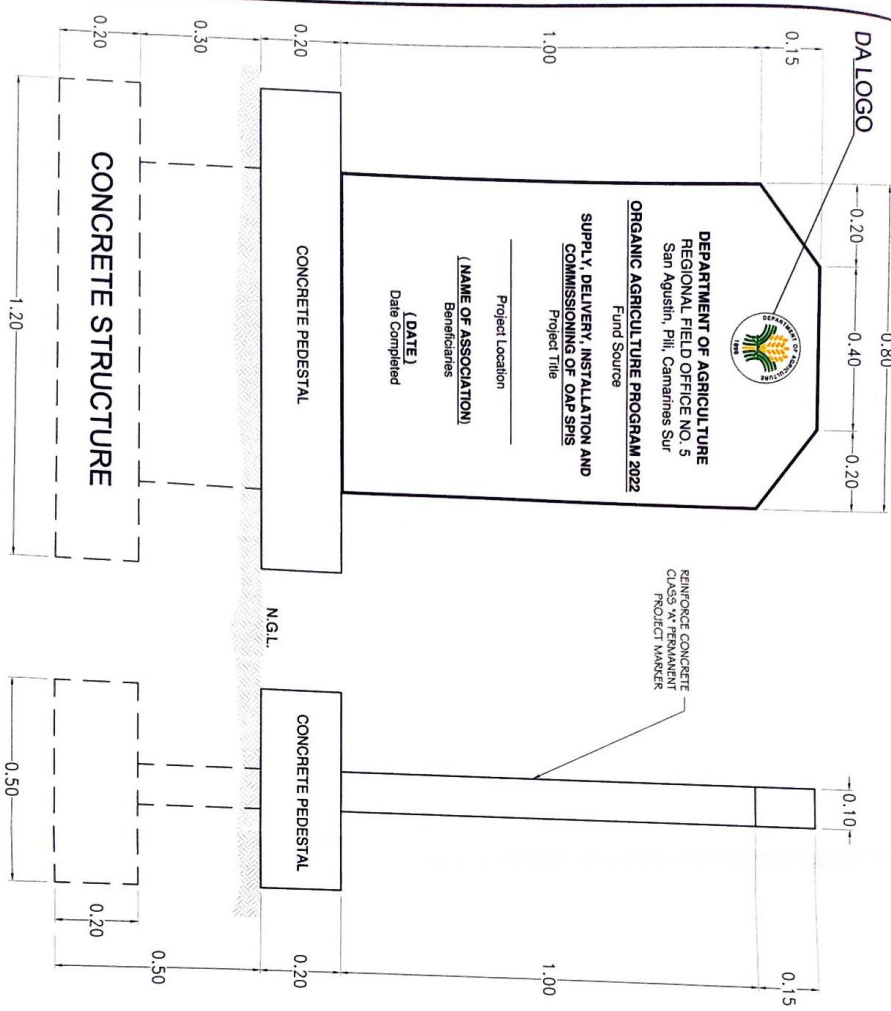 DA LOGO
0.80
0.20
0.40
0.20
0.15
1.00
0.20
0.30
0.20
DEPARTMENT OF AGRICULTURE
1898
DEPARTMENT OF AGRICULTURE
REGIONAL FIELD OFFICE NO. 5
San Agustin, Pili, Camarines Sur
ORGANIC AGRICULTURE PROGRAM 2022
Fund Source
SUPPLY, DELIVERY, INSTALLATION AND
COMMISSIONING OF OAP SPIS
Project Title
Project Location
(NAME OF ASSOCIATION)
Beneficiaries
(DATE)
Date Completed
CONCRETE PEDESTAL
CONCRETE STRUCTURE
1.20
N.G.L.
REINFORCE CONCRETE
CLASS "A" PERMANENT
PROJECT MARKER
0.10
CONCRETE PEDESTAL
0.15
1.00
0.20
0.50
0.20
0.50